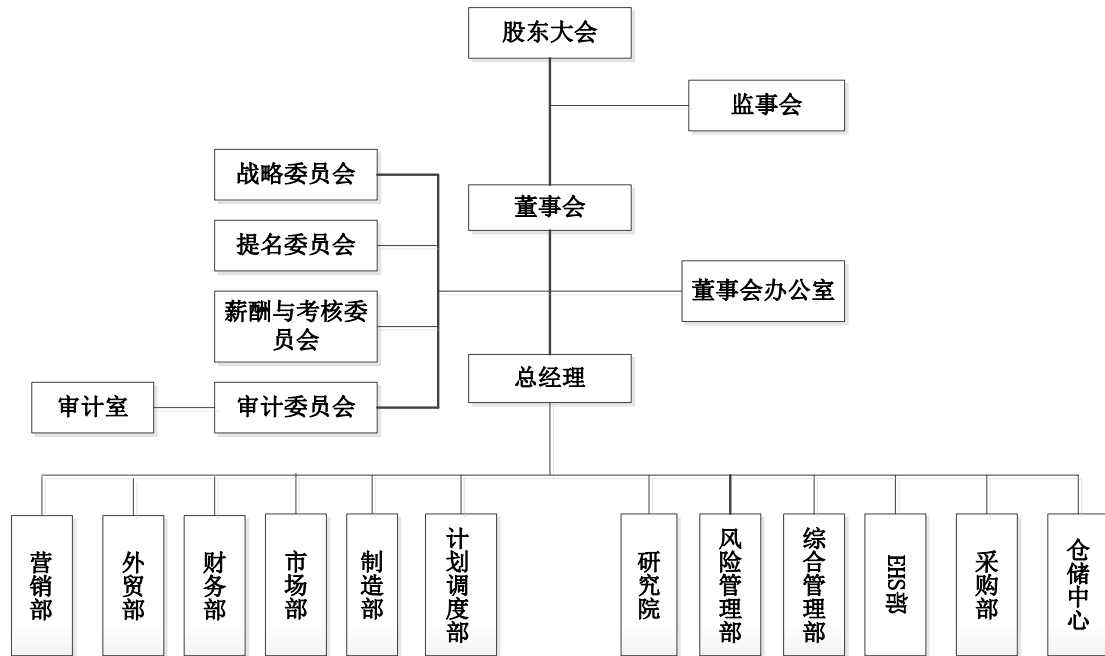 股东大会
监事会
战略委员会
董事会
提名委员会
董事会办公室
薪酬与考核委
员会
总经理
审计室
审计委员会
营销部
外贸部
财务部
市场部
制造部
计划调度部
研究院
风险管理部
综合管理部
EHS部
采购部
仓储中心